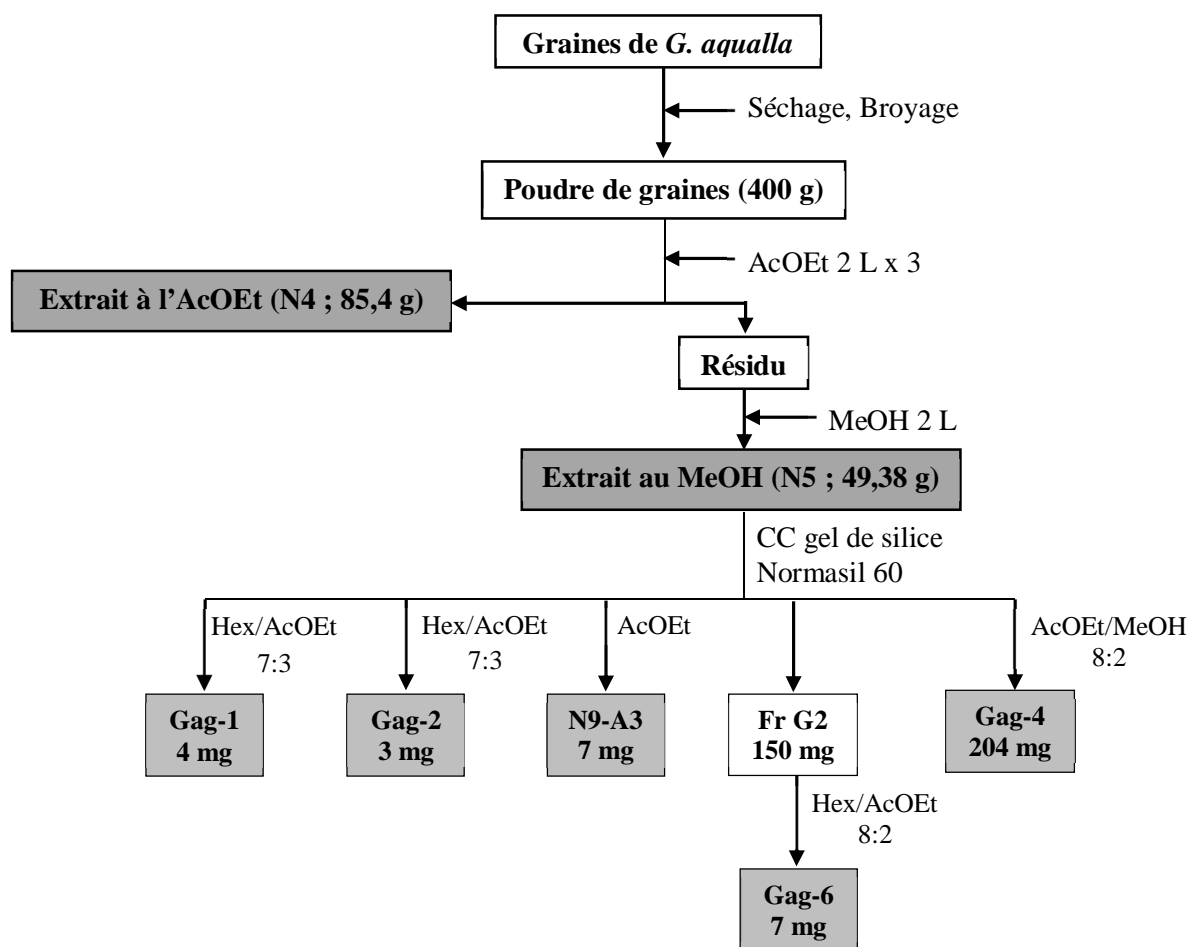 Graines de G. aqualla
Séchage, Broyage
Poudre de graines (400 g)
AcOEt 2 L x 3
Extrait à l'AcOEt (N4 ; 85,4 g)
Résidu
MeOH 2 L
Extrait au MeOH (N5 ; 49,38 g)
CC gel de silice
Normasil 60
Hex/AcOEt
7:3
Hex/AcOEt
7:3
AcOEt
AcOEt/MeOH
8:2
Gag-1
4 mg
Gag-2
3 mg
N9-A3
7 mg
Fr G2
150 mg
Gag-4
204 mg
Hex/AcOEt
8:2
Gag-6
7 mg